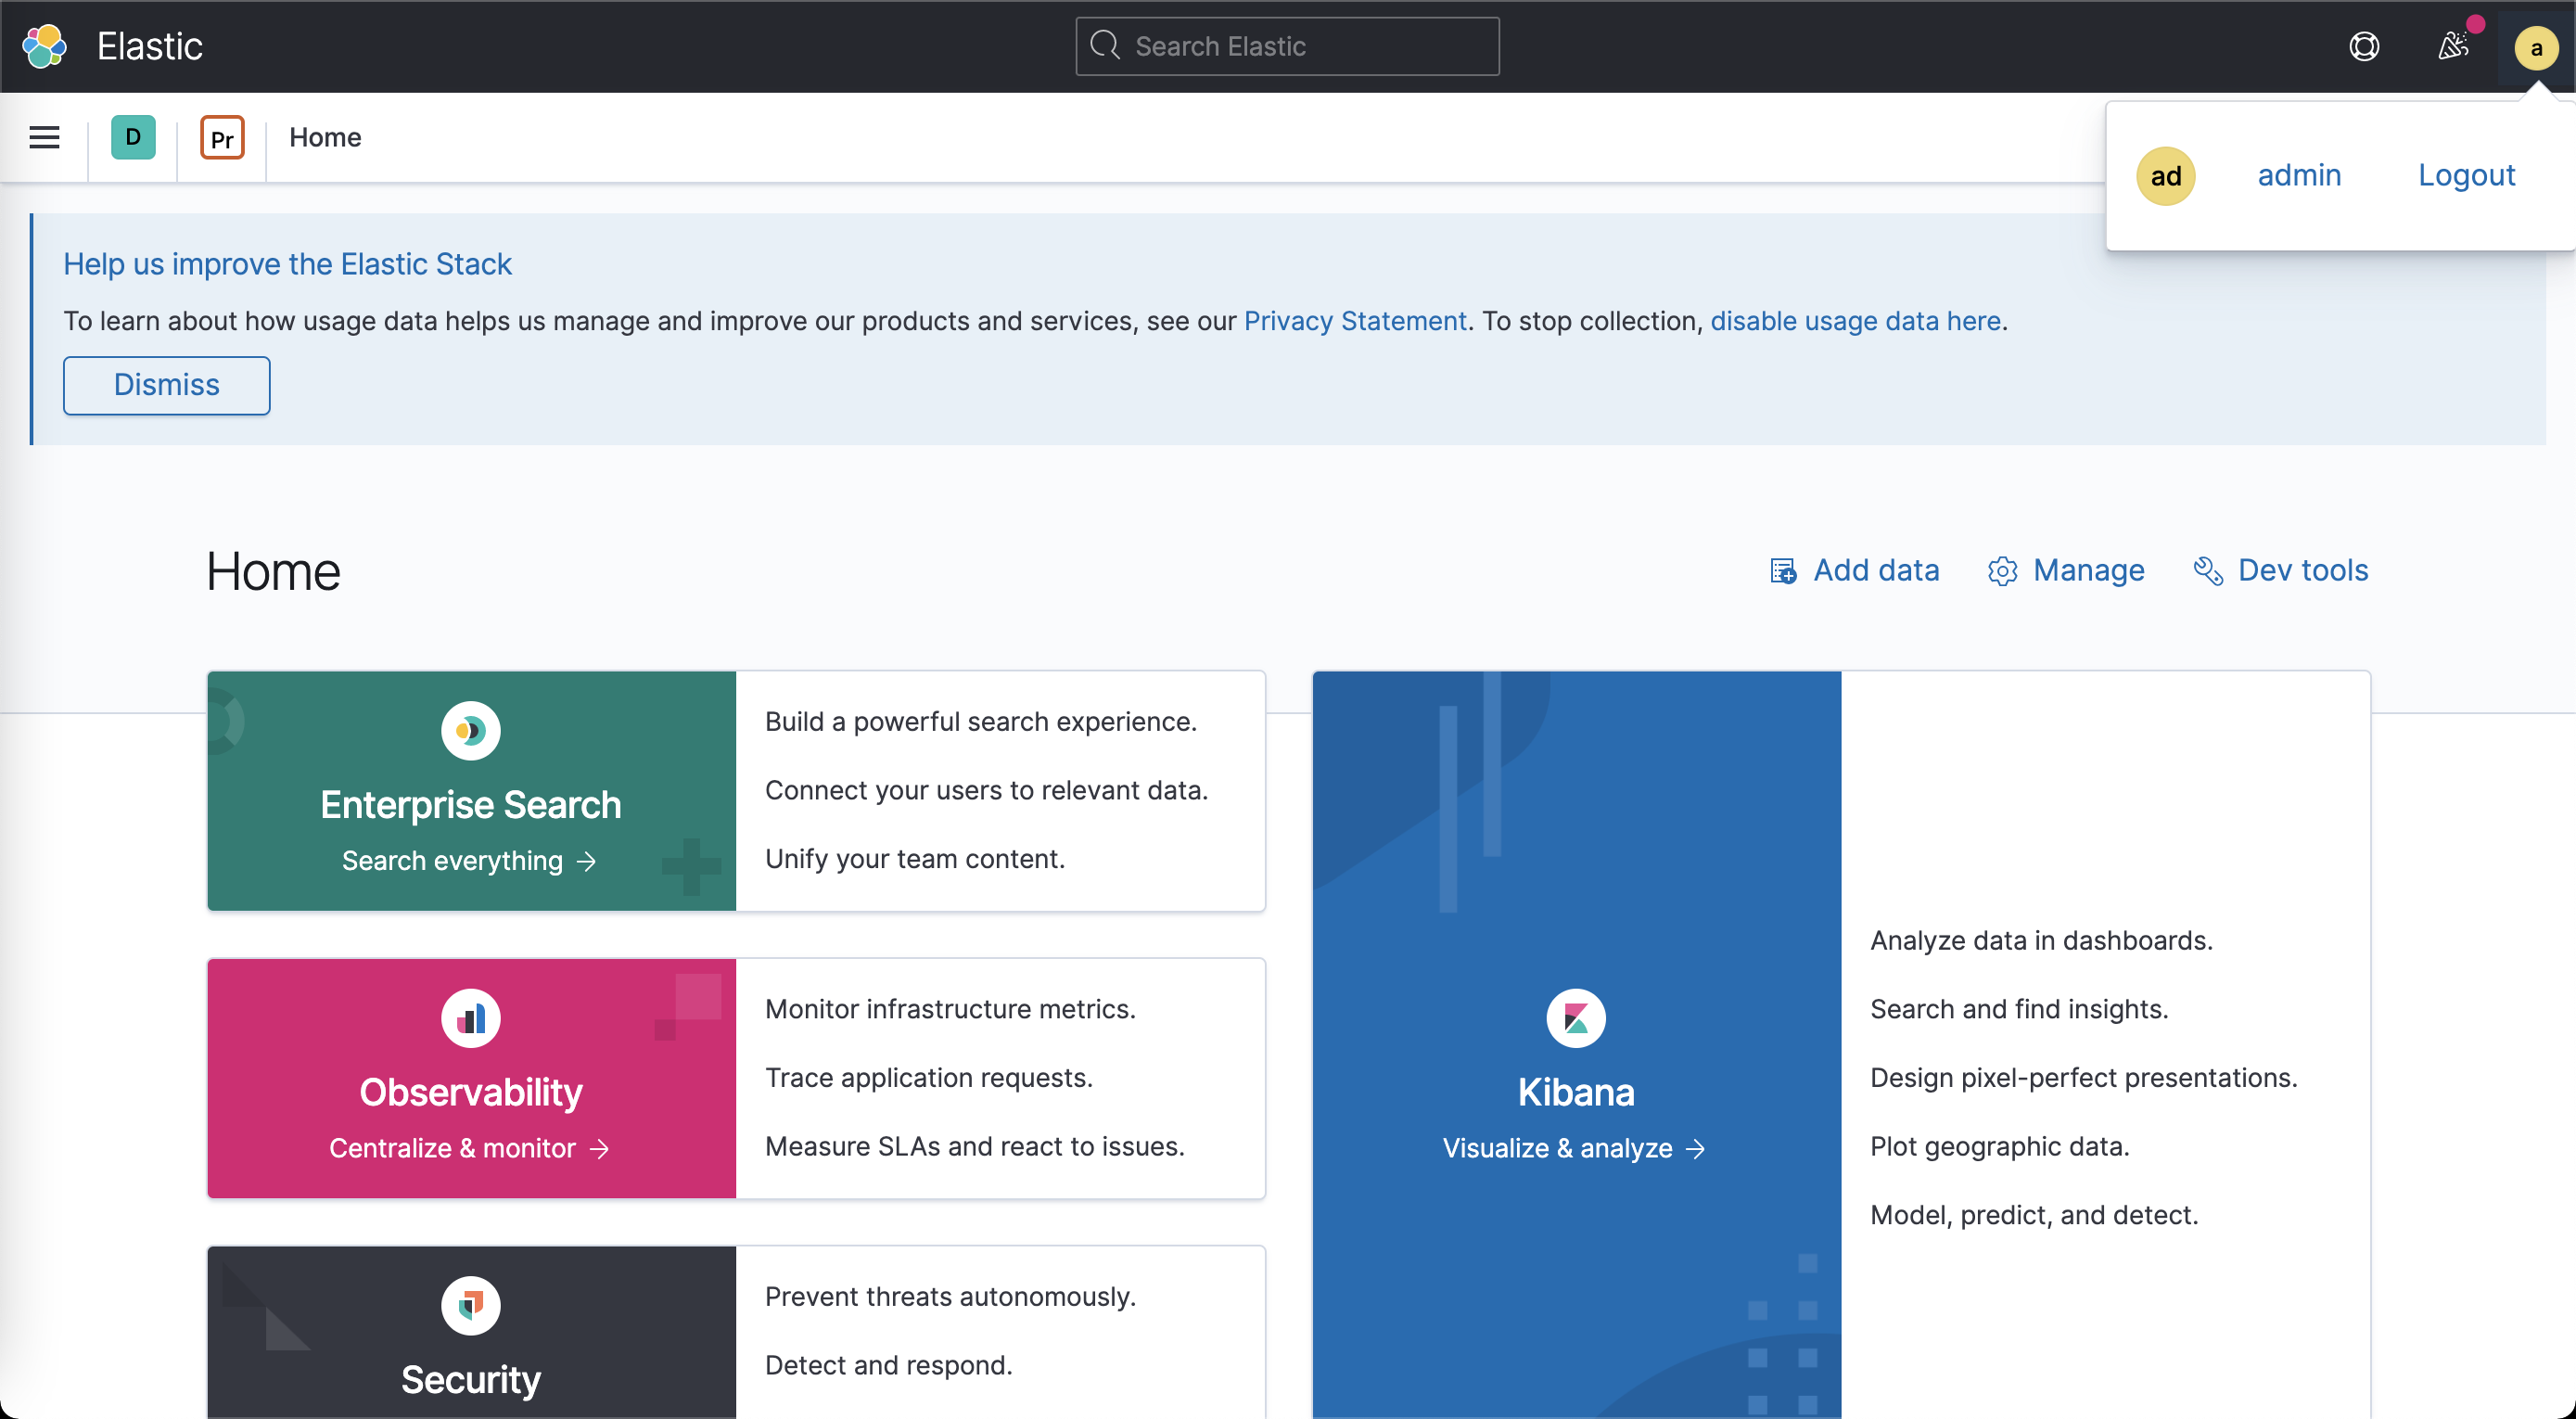 Elastic
Search Elastic
a
D
Pr
Home
ad
admin
Logout
Help us improve the Elastic Stack
To learn about how usage data helps us manage and improve our products and services, see our Privacy Statement. To stop collection, disable usage data here.
Dismiss
Home
Add data
Manage
Dev tools
Enterprise Search
Search everything →
Build a powerful search experience.
Connect your users to relevant data.
Unify your team content.
Observability
Centralize & monitor →
Monitor infrastructure metrics.
Trace application requests.
Measure SLAs and react to issues.
Security
Prevent threats autonomously.
Detect and respond.
Kibana
Visualize & analyze →
Analyze data in dashboards.
Search and find insights.
Design pixel-perfect presentations.
Plot geographic data.
Model, predict, and detect.